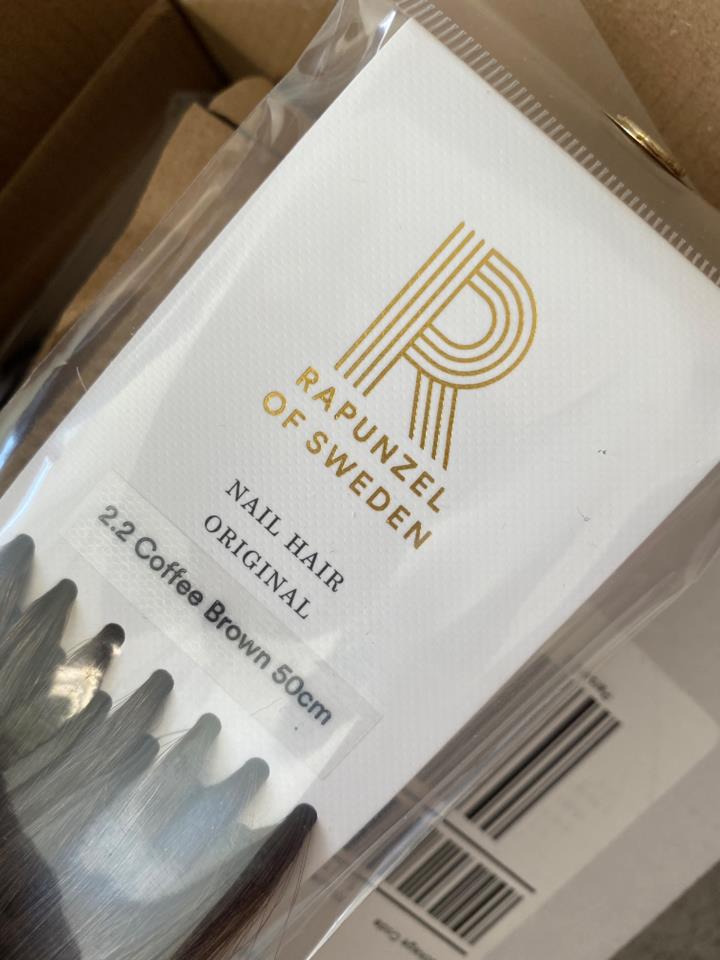 RAPUNZEL
OF SWEDEN
NAIL HAIR
ORIGINAL
2.2 Coffee Brown 50cm